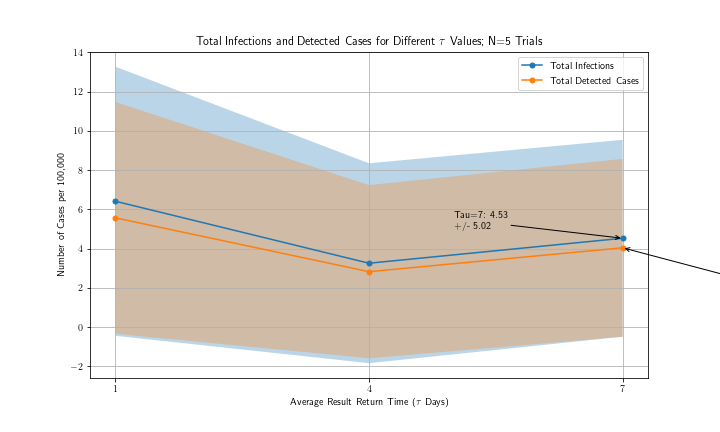 Total Infections and Detected Cases for Different τ Values; N=5 Trials
Total Infections
Total Detected Cases
Number of Cases per 100,000
14
12
10
8
6
4
2
0
−2
Tau=7: 4.53
+/- 5.02
1
4
7
Average Result Return Time (τ Days)